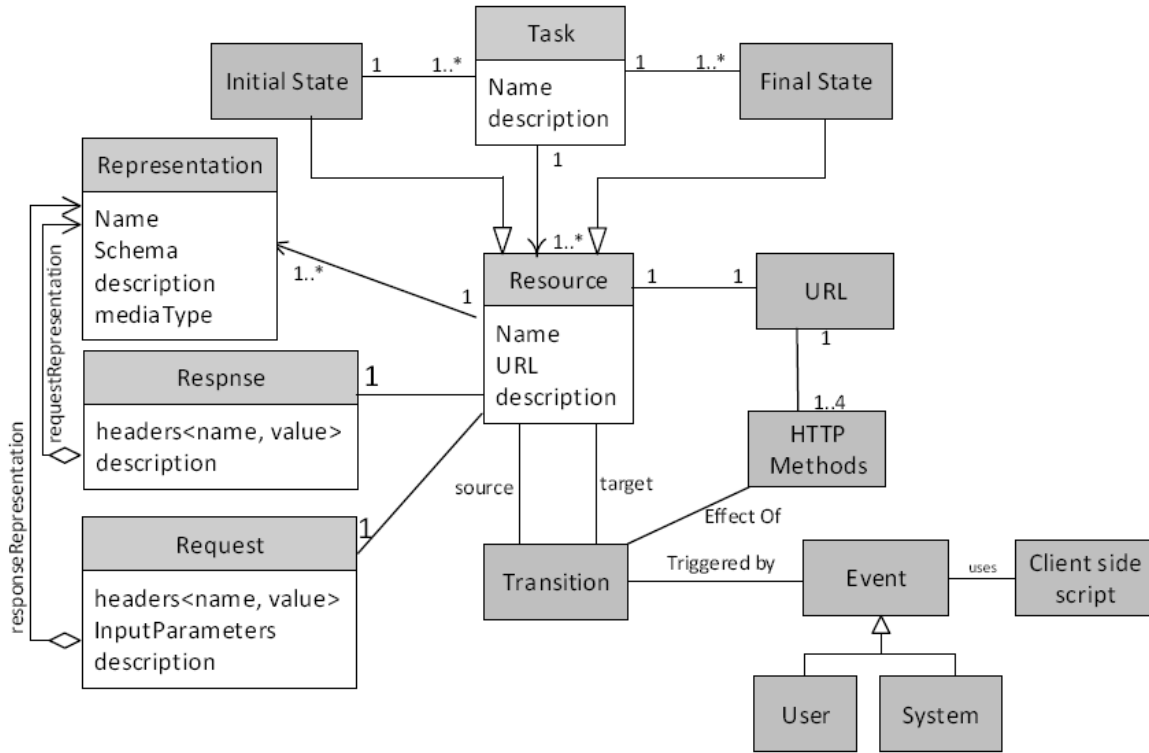 Task
Name
description
Initial State
1
1..*
1
1..*
Final State
1
1..*
Representation
Name
Schema
description
mediaType
1..*
1
Resource
Name
URL
description
1
1
URL
1
1..4
HTTP
Methods
requestRepresentation
responseRepresentation
Respnse
headers<name, value>
description
1
Request
headers<name, value>
InputParameters
description
1
source
target
Effect Of
Transition
Triggered by
Event
uses
Client side
script
User
System